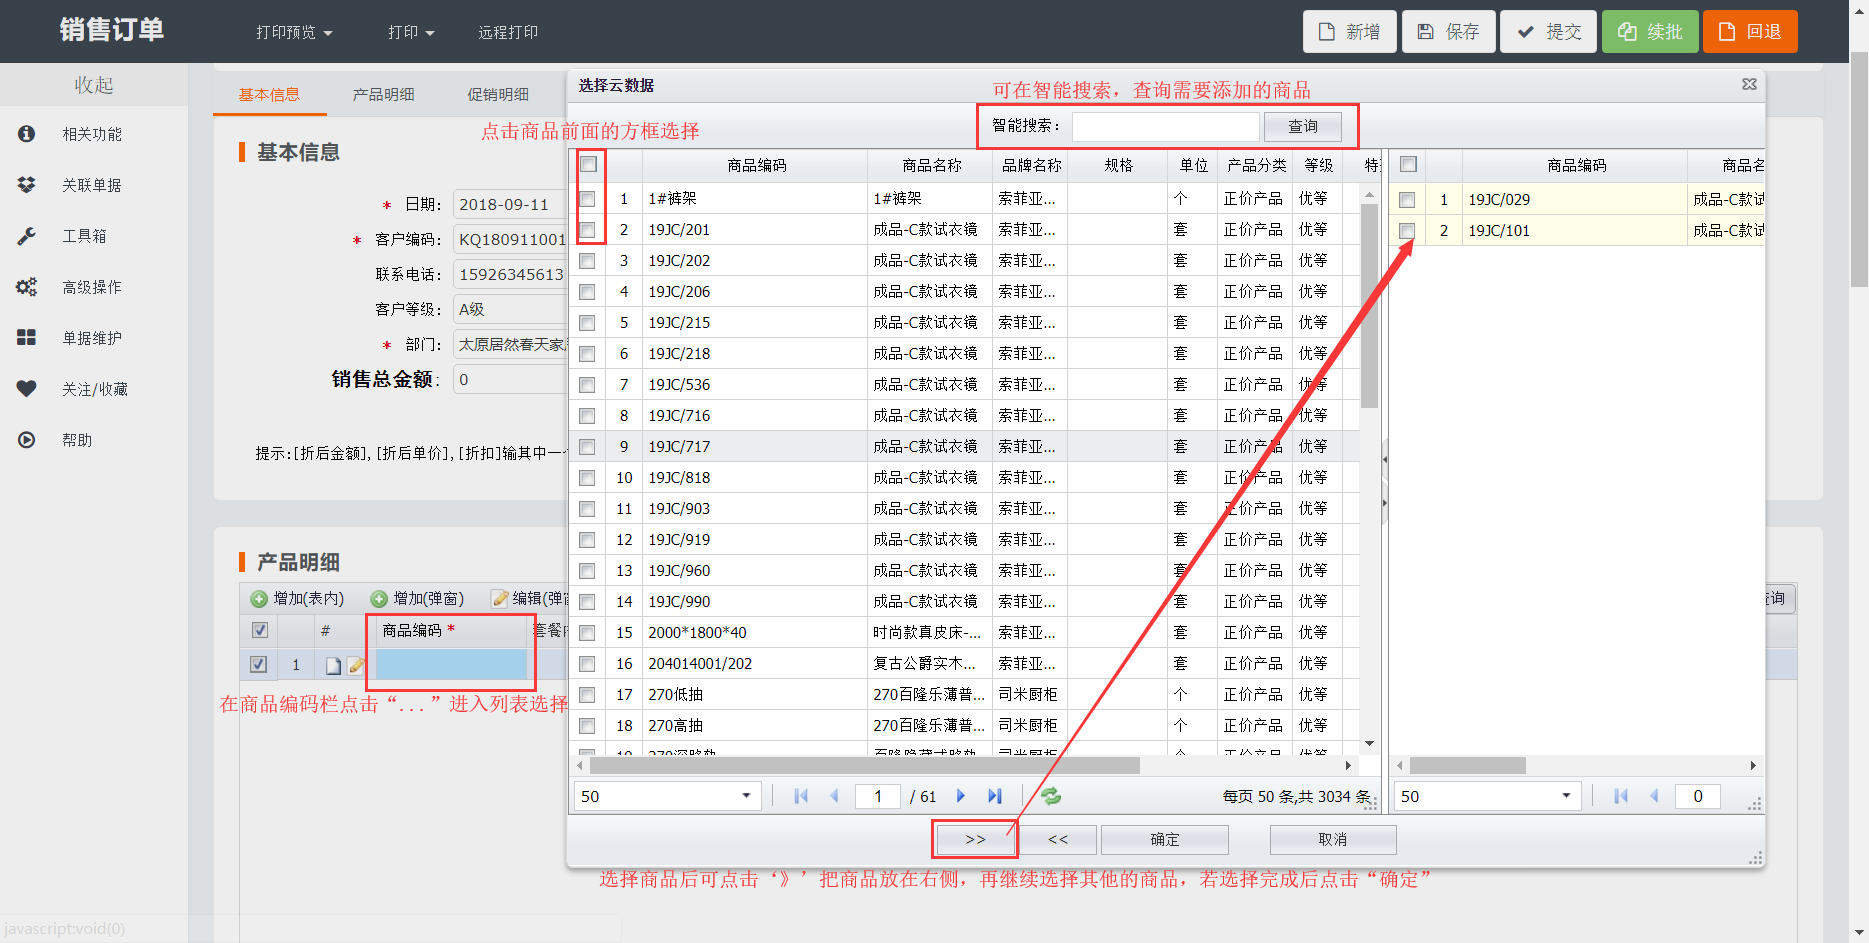 销售订单
打印预览
打印
远程打印
新增
保存
提交
续批
回退
收起
相关功能
关联单据
工具箱
高级操作
单据维护
关注/收藏
帮助
基本信息
产品明细
促销明细
点击商品前面的方框选择
基本信息
* 日期: 2018-09-11
* 客户编码: KQ180911001
联系电话: 15926345613
客户等级: A级
* 部门: 太原居然春天家
销售总金额: 0
提示:[折后金额], [折后单价], [折扣]输其中一
产品明细
增加(表内)
增加(弹窗)
编辑(弹
查询
# 商品编码 * 套餐
1
在商品编码栏点击“...”进入列表选择
选择云数据
可在智能搜索，查询需要添加的商品
智能搜索: 查询
商品编码 商品名称 品牌名称 规格 单位 产品分类 等级 特
1 1#裤架 1#裤架 索菲亚... 个 正价产品 优等
2 19JC/201 成品-C款试衣镜 索菲亚... 套 正价产品 优等
3 19JC/202 成品-C款试衣镜 索菲亚... 套 正价产品 优等
4 19JC/206 成品-C款试衣镜 索菲亚... 套 正价产品 优等
5 19JC/215 成品-C款试衣镜 索菲亚... 套 正价产品 优等
6 19JC/218 成品-C款试衣镜 索菲亚... 套 正价产品 优等
7 19JC/536 成品-C款试衣镜 索菲亚... 套 正价产品 优等
8 19JC/716 成品-C款试衣镜 索菲亚... 套 正价产品 优等
9 19JC/717 成品-C款试衣镜 索菲亚... 套 正价产品 优等
10 19JC/818 成品-C款试衣镜 索菲亚... 套 正价产品 优等
11 19JC/903 成品-C款试衣镜 索菲亚... 套 正价产品 优等
12 19JC/919 成品-C款试衣镜 索菲亚... 套 正价产品 优等
13 19JC/960 成品-C款试衣镜 索菲亚... 套 正价产品 优等
14 19JC/990 成品-C款试衣镜 索菲亚... 套 正价产品 优等
15 2000*1800*40 时尚款真皮床-... 索菲亚... 套 正价产品 优等
16 204014001/202 复古公爵实木... 索菲亚... 套 正价产品 优等
17 270低抽 270百隆乐薄普... 司米厨柜 个 正价产品 优等
18 270高抽 270百隆乐薄普... 司米厨柜 个 正价产品 优等
50 1 / 61 每页 50 条,共 3034 条
商品编码 商品名
1 19JC/029 成品-C款试
2 19JC/101 成品-C款试
50 0
>> << 确定 取消
选择商品后可点击‘》’把商品放在右侧，再继续选择其他的商品，若选择完成后点击“确定”
javascript:void(0)